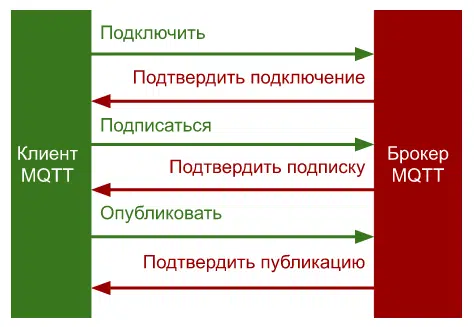 Подключить
Подтвердить подключение
Подписаться
Клиент
MQTT
Брокер
MQTT
Подтвердить подписку
Опубликовать
Подтвердить публикацию